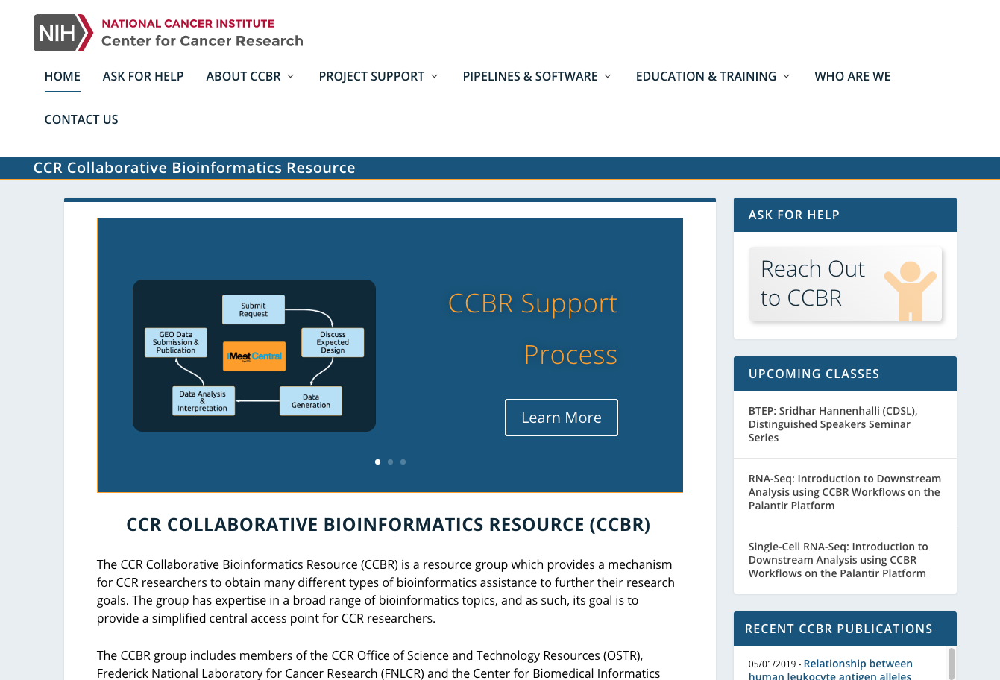 NIH
NATIONAL CANCER INSTITUTE
Center for Cancer Research
HOME
ASK FOR HELP
ABOUT CCBR
PROJECT SUPPORT
PIPELINES & SOFTWARE
EDUCATION & TRAINING
WHO ARE WE
CONTACT US
CCR Collaborative Bioinformatics Resource
Submit
Request
GEO Data
Submission &
Publication
iMeetCentral
by PGi
Discuss
Expected
Design
Data Analysis
&
Interpretation
Data
Generation
CCBR Support
Process
Learn More
CCR COLLABORATIVE BIOINFORMATICS RESOURCE (CCBR)
The CCR Collaborative Bioinformatics Resource (CCBR) is a resource group which provides a mechanism
for CCR researchers to obtain many different types of bioinformatics assistance to further their research
goals. The group has expertise in a broad range of bioinformatics topics, and as such, its goal is to
provide a simplified central access point for CCR researchers.
The CCBR group includes members of the CCR Office of Science and Technology Resources (OSTR),
Frederick National Laboratory for Cancer Research (FNLCR) and the Center for Biomedical Informatics
ASK FOR HELP
Reach Out
to CCBR
UPCOMING CLASSES
BTEP: Sridhar Hannenhalli (CDSL),
Distinguished Speakers Seminar
Series
RNA-Seq: Introduction to Downstream
Analysis using CCBR Workflows on the
Palantir Platform
Single-Cell RNA-Seq: Introduction to
Downstream Analysis using CCBR
Workflows on the Palantir Platform
RECENT CCBR PUBLICATIONS
05/01/2019 - Relationship between
human leukocyte antigen alleles